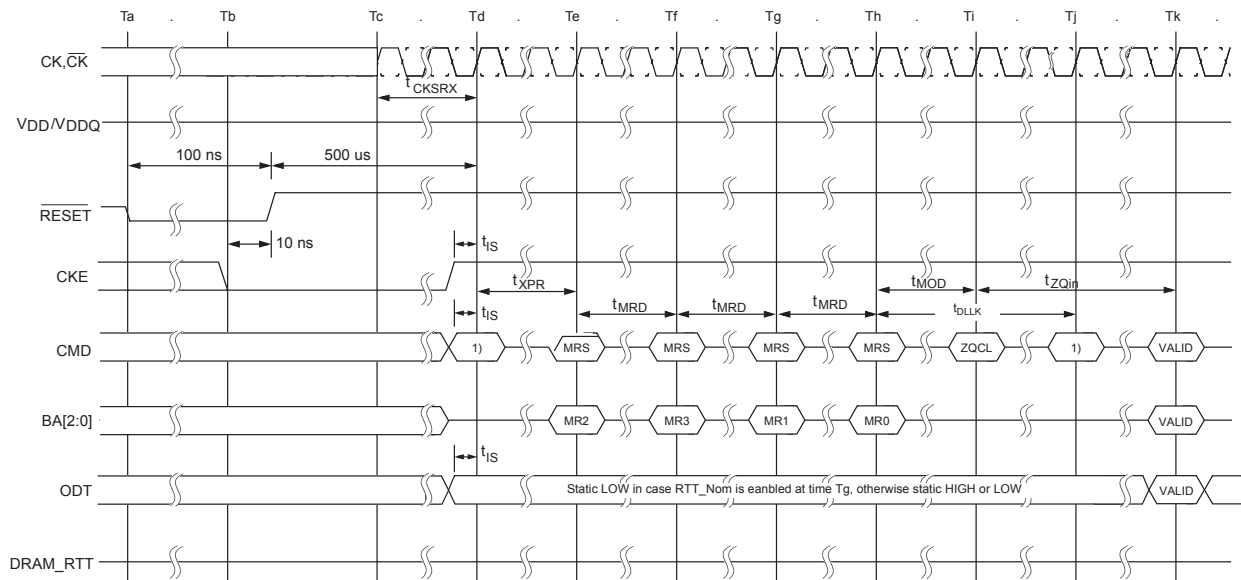 Ta . Tb . Tc . Td . Te . Tf . Tg . Th . Ti . Tj . Tk .
CK,C̅K̅
tCKSRX
VDD/VDDQ
100 ns 500 us
R̅E̅S̅E̅T̅
10 ns tIS
CKE
tXPR tMOD tZQin
tMRD tMRD tMRD tDLLK
tIS
CMD 1) MRS MRS MRS MRS ZQCL 1) VALID
BA[2:0] MR2 MR3 MR1 MR0 VALID
tIS
ODT Static LOW in case RTT_Nom is eanbled at time Tg, otherwise static HIGH or LOW VALID
DRAM_RTT